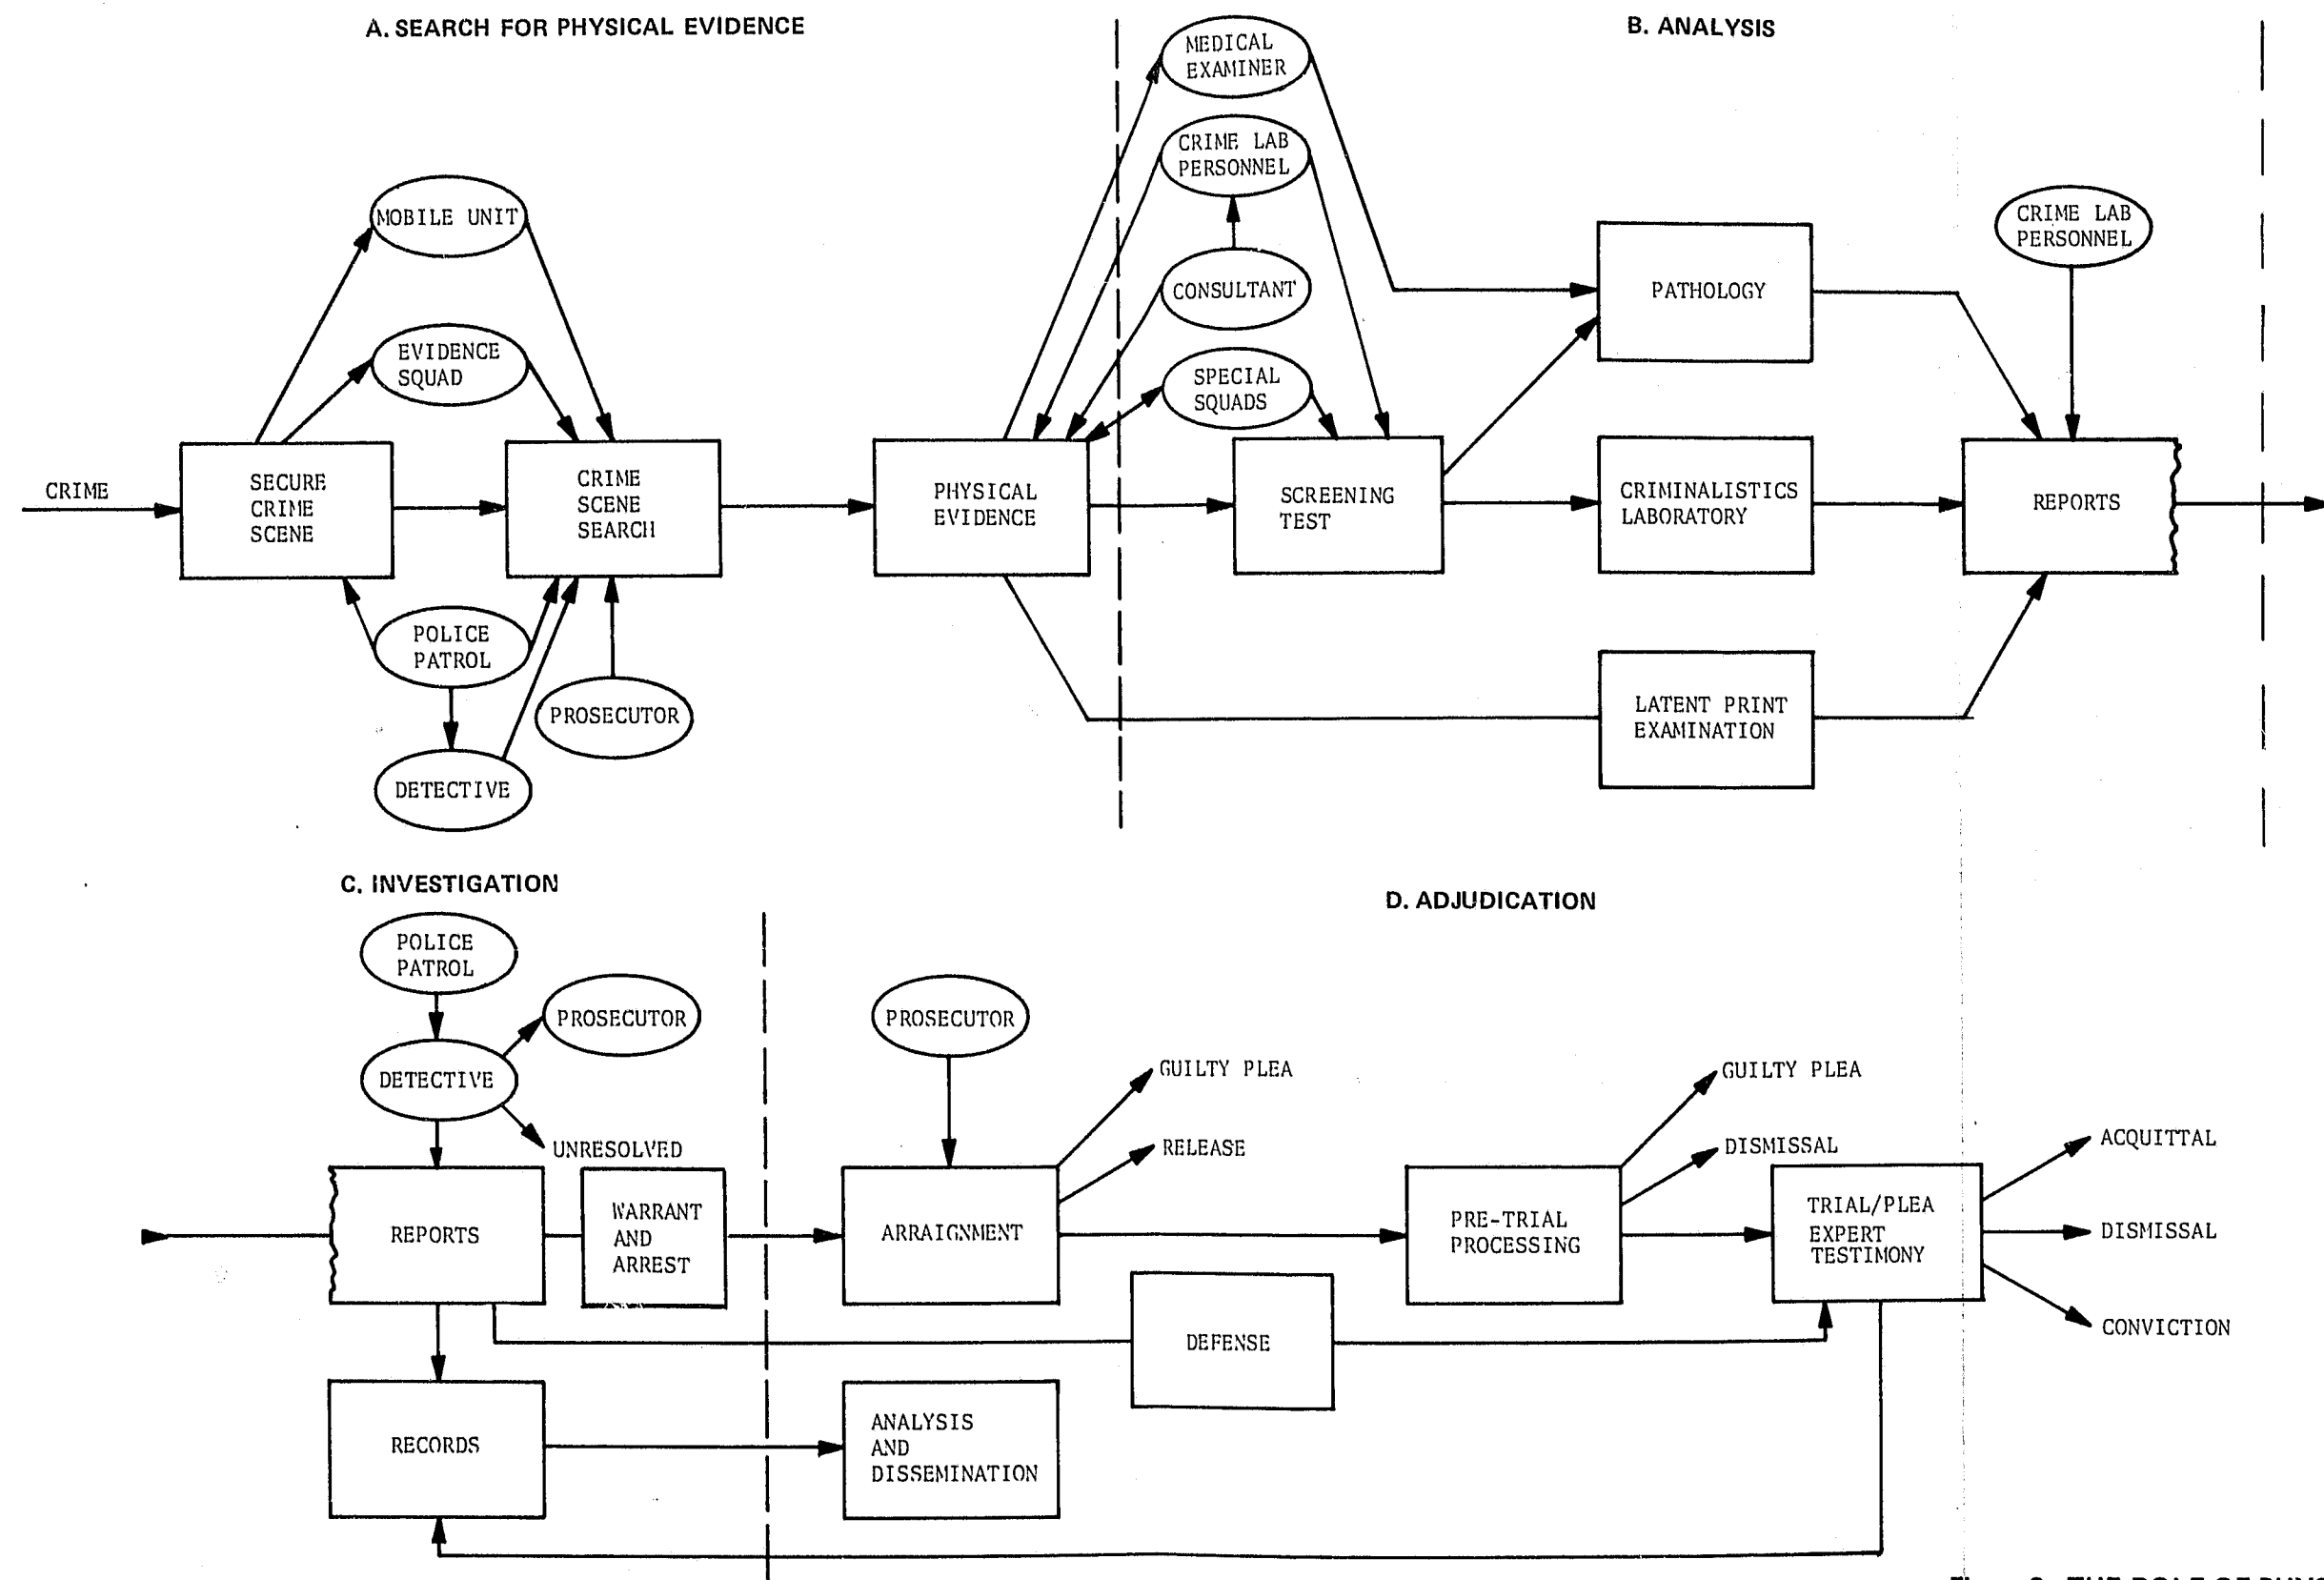 A. SEARCH FOR PHYSICAL EVIDENCE
B. ANALYSIS
MEDICAL
EXAMINER
CRIME LAB
PERSONNEL
MOBILE UNIT
CRIME LAB
PERSONNEL
CONSULTANT
PATHOLOGY
EVIDENCE
SQUAD
SPECIAL
SQUADS
CRIME
SECURE
CRIME
SCENE
CRIME
SCENE
SEARCH
PHYSICAL
EVIDENCE
SCREENING
TEST
CRIMINALISTICS
LABORATORY
REPORTS
POLICE
PATROL
PROSECUTOR
LATENT PRINT
EXAMINATION
DETECTIVE
C. INVESTIGATION
D. ADJUDICATION
POLICE
PATROL
PROSECUTOR
PROSECUTOR
DETECTIVE
GUILTY PLEA
GUILTY PLEA
UNRESOLVED
RELEASE
DISMISSAL
ACQUITTAL
REPORTS
WARRANT
AND
ARREST
ARRAIGNMENT
PRE-TRIAL
PROCESSING
TRIAL/PLEA
EXPERT
TESTIMONY
DISMISSAL
DEFENSE
CONVICTION
RECORDS
ANALYSIS
AND
DISSEMINATION